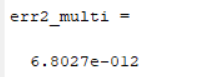 err2_multi =
6.8027e-012